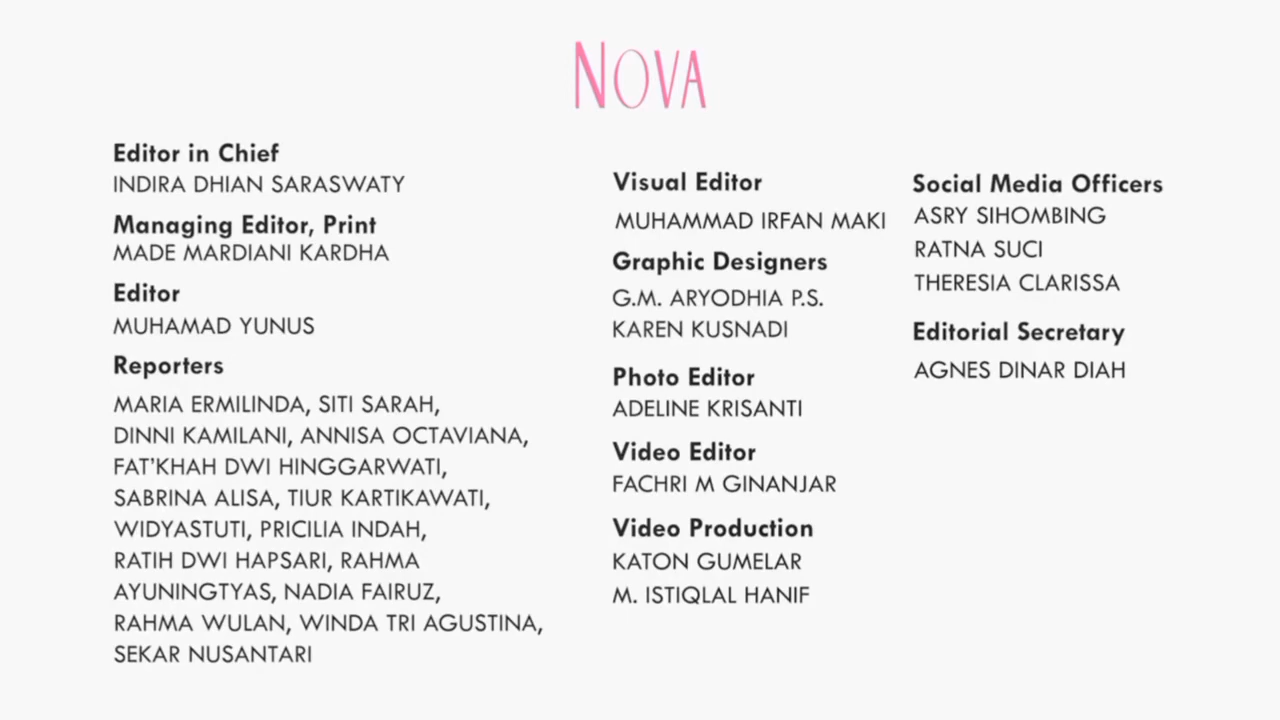 NOVA
Editor in Chief
INDIRA DHIAN SARASWATY
Managing Editor, Print
MADE MARDIANI KARDHA
Editor
MUHAMAD YUNUS
Reporters
MARIA ERMILINDA, SITI SARAH,
DINNI KAMILANI, ANNISA OCTAVIANA,
FAT'KHAH DWI HINGGARWATI,
SABRINA ALISA, TIUR KARTIKAWATI,
WIDYASTUTI, PRICILIA INDAH,
RATIH DWI HAPSARI, RAHMA
AYUNINGTYAS, NADIA FAIRUZ,
RAHMA WULAN, WINDA TRI AGUSTINA,
SEKAR NUSANTARI
Visual Editor
MUHAMMAD IRFAN MAKI
Graphic Designers
G.M. ARYODHIA P.S.
KAREN KUSNADI
Photo Editor
ADELINE KRISANTI
Video Editor
FACHRI M GINANJAR
Video Production
KATON GUMELAR
M. ISTIQLAL HANIF
Social Media Officers
ASRY SIHOMBING
RATNA SUCI
THERESIA CLARISSA
Editorial Secretary
AGNES DINAR DIAH